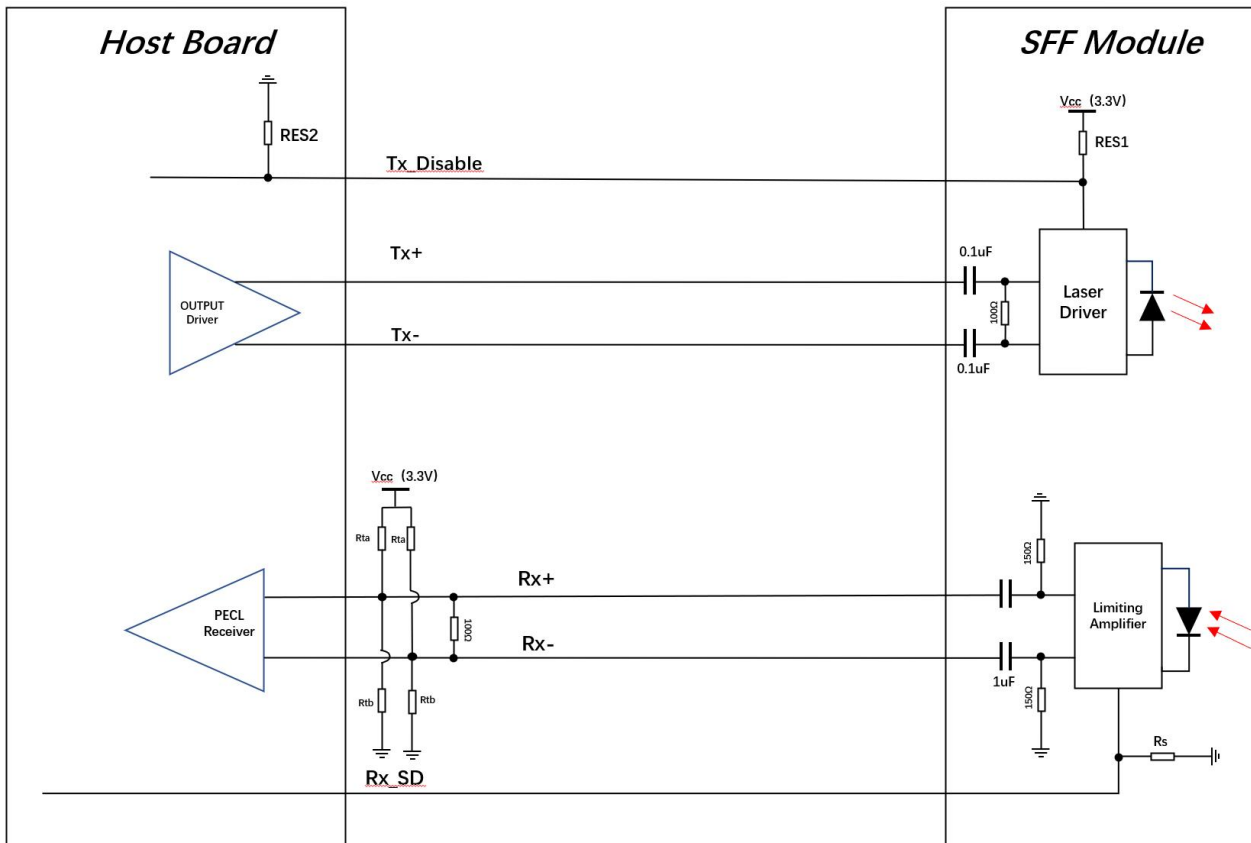 Host Board
SFF Module
Vcc (3.3V)
RES2
RES1
Tx_Disable
Tx+
0.1uF
OUTPUT
Driver
100Ω
Laser
Driver
Tx-
0.1uF
Vcc (3.3V)
Rta
Rta
150Ω
Rx+
PECL
Receiver
100Ω
Limiting
Amplifier
Rx-
1uF
150Ω
Rtb
Rtb
Rs
Rx_SD